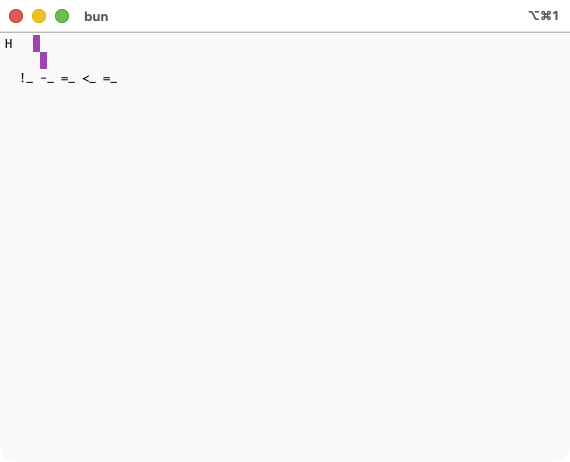 bun ⌥⌘1
H
!_ -_ =_ <_ =_